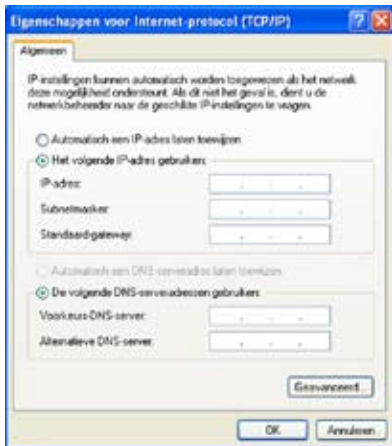 Eigenschappen voor Internet-protocol (TCP/IP)
Algemeen
IP-instellingen kunnen automatisch worden toegewezen als het netwerk
deze mogelijkheid ondersteunt. Als dit niet het geval is, dient u de
netwerkbeheerder naar de geschikte IP-instellingen te vragen.
Automatisch een IP-adres laten toewijzen
Het volgende IP-adres gebruiken:
IP-adres:
Subnetmasker:
Standaard-gateway:
Automatisch een DNS-serveradres laten toewijzen
De volgende DNS-serveradressen gebruiken:
Voorkeurs-DNS-server:
Alternatieve DNS-server:
Geavanceerd...
OK
Annuleren